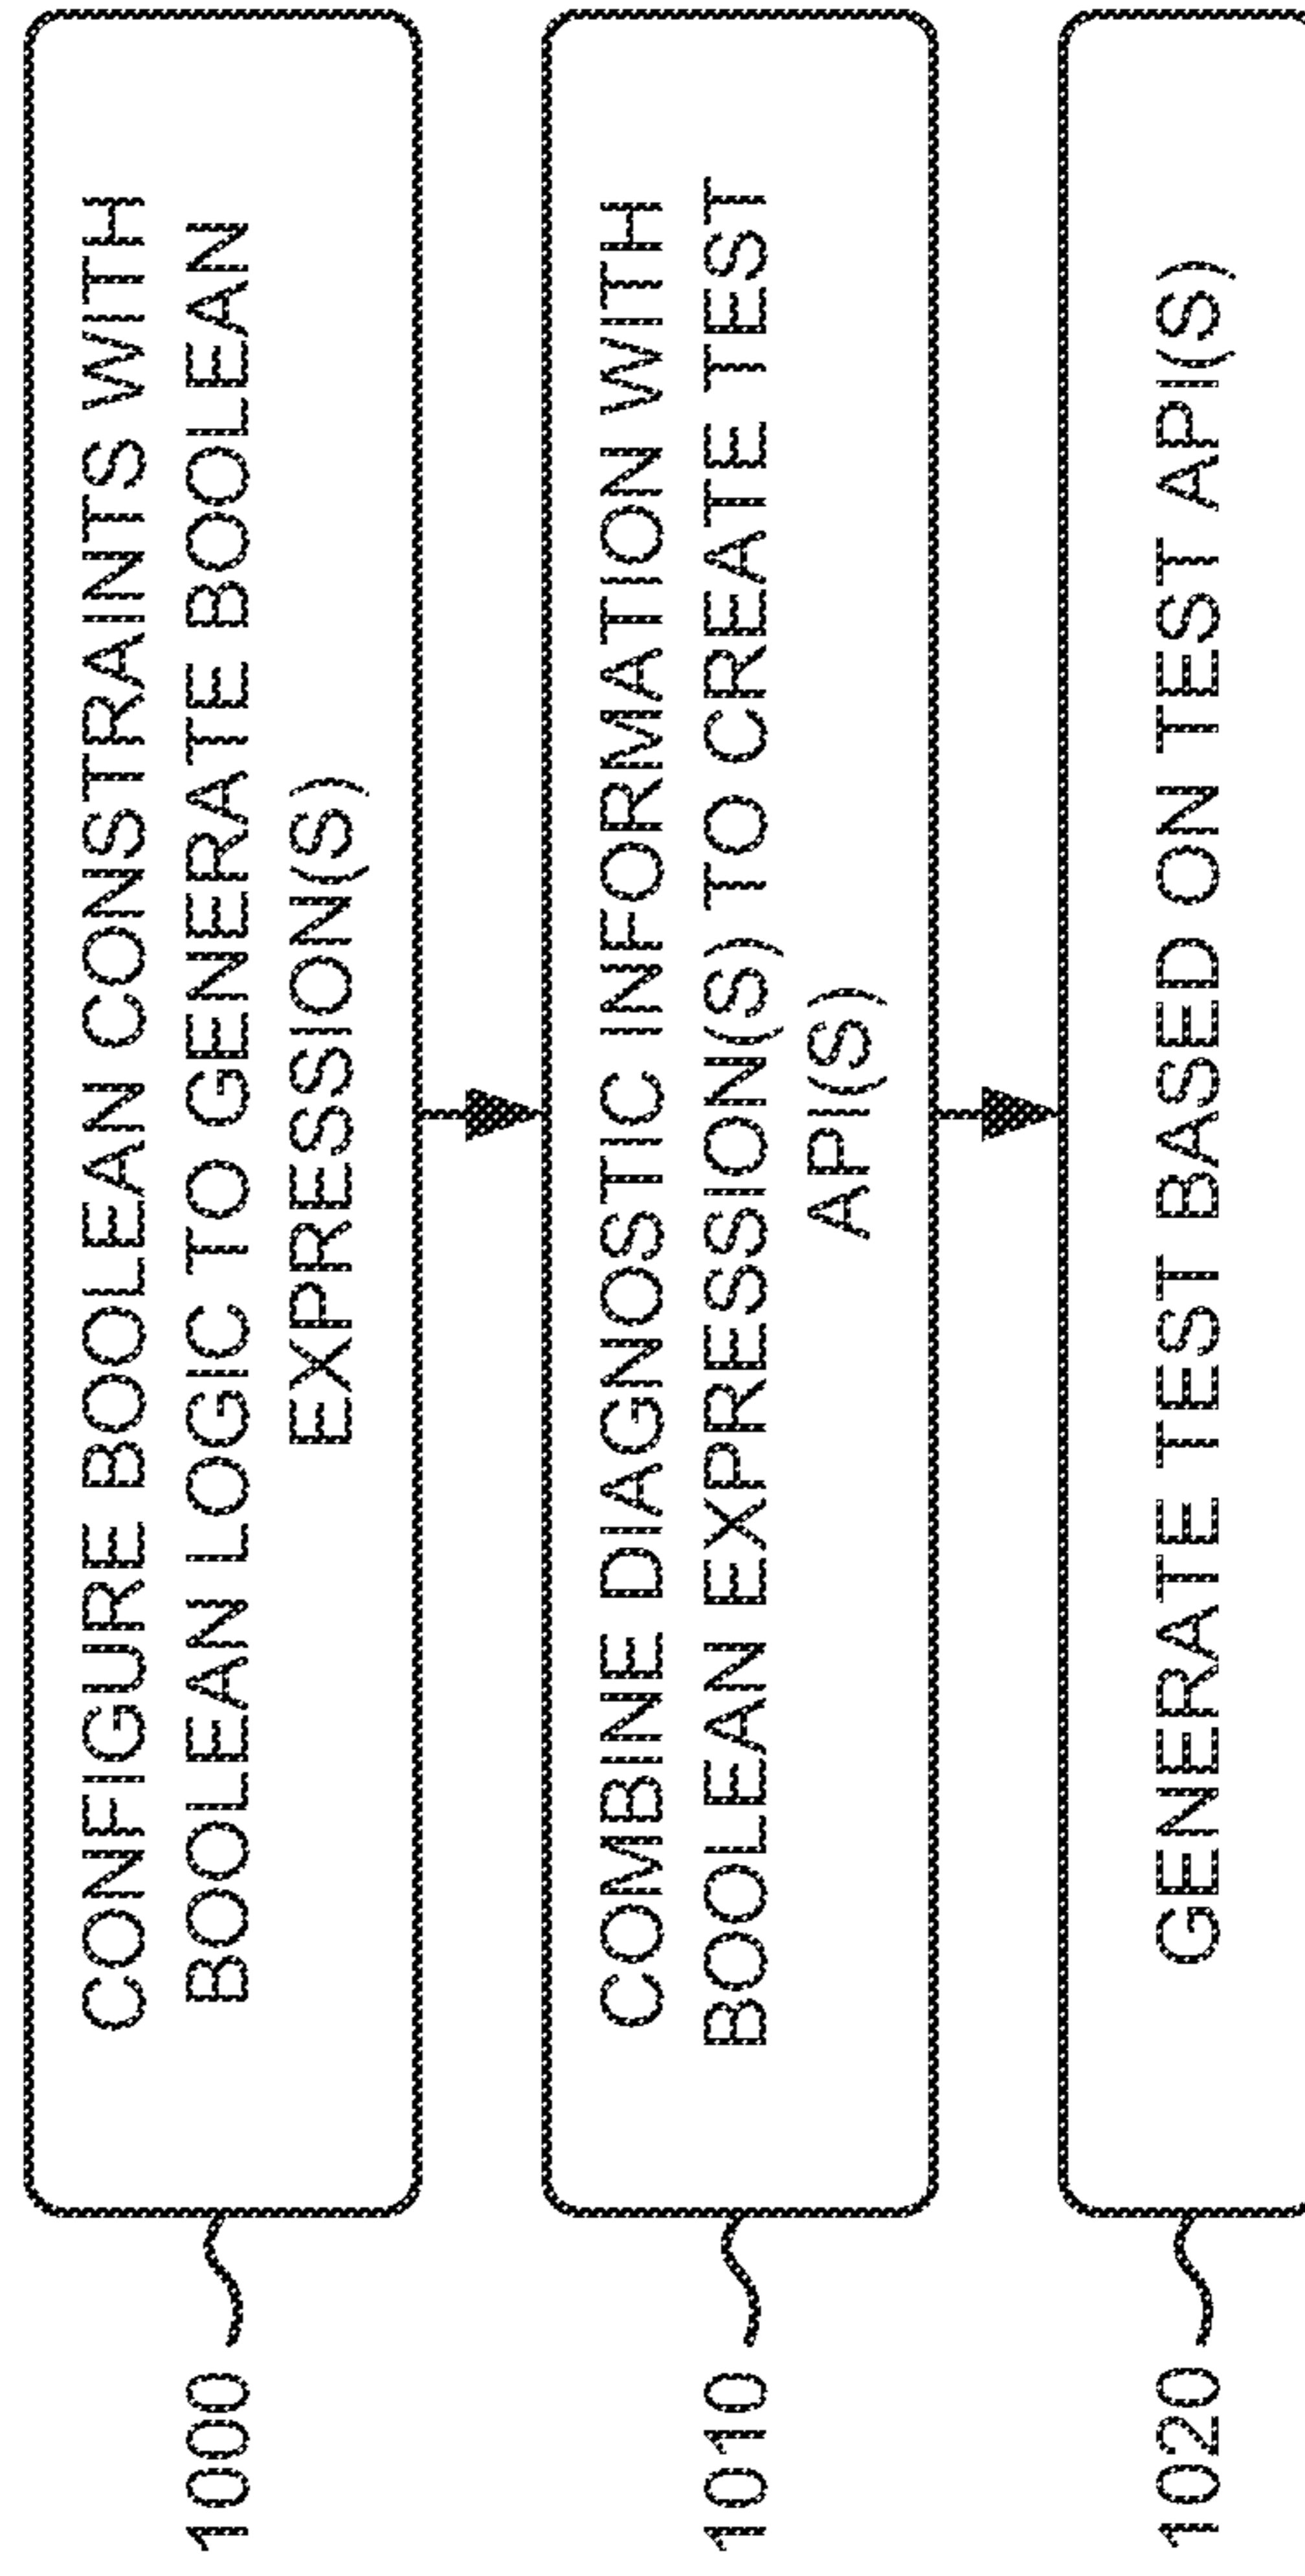 1000
CONFIGURE BOOLEAN CONSTRAINTS WITH
BOOLEAN LOGIC TO GENERATE BOOLEAN
EXPRESSION(S)
1010
COMBINE DIAGNOSTIC INFORMATION WITH
BOOLEAN EXPRESSION(S) TO CREATE TEST
API(S)
1020
GENERATE TEST BASED ON TEST API(S)